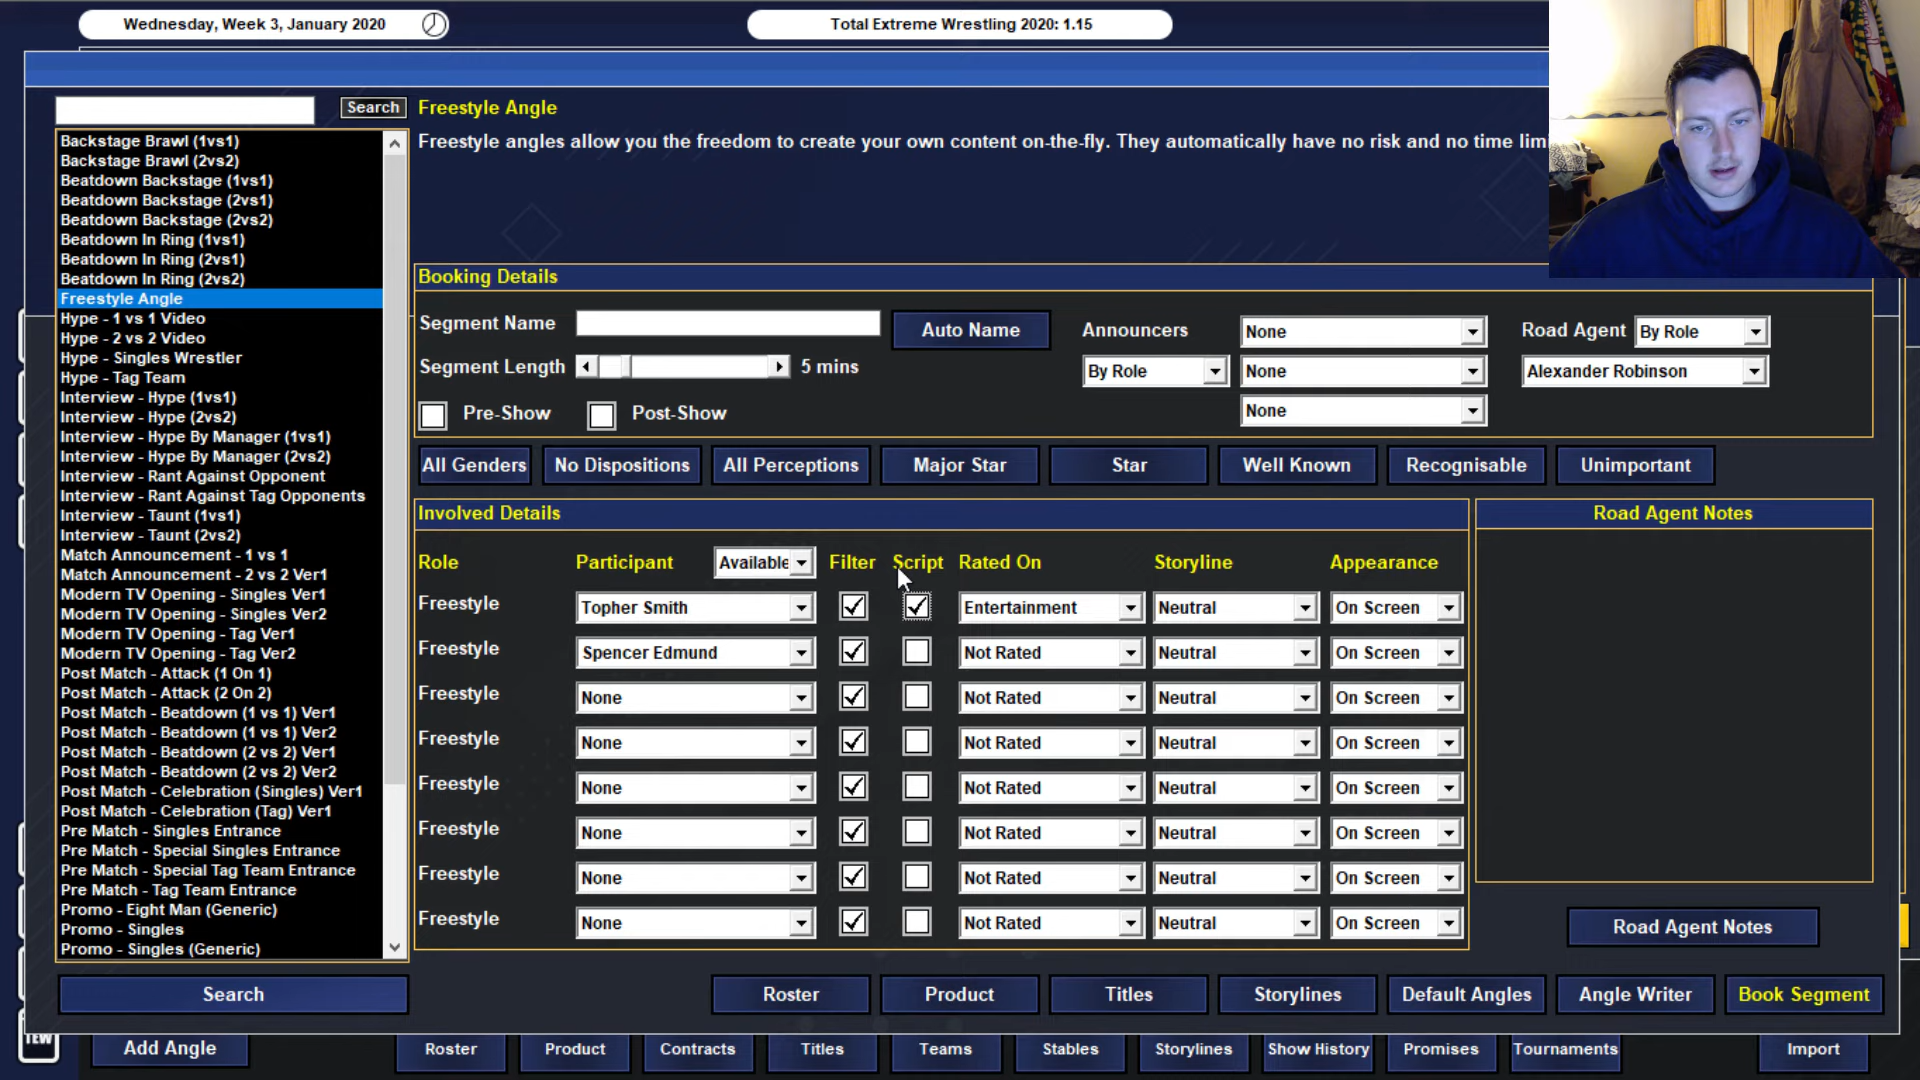 Wednesday, Week 3, January 2020
Total Extreme Wrestling 2020: 1.15
Search
Freestyle Angle
Freestyle angles allow you the freedom to create your own content on-the-fly. They automatically have no risk and no time
Backstage Brawl (1vs1)
Backstage Brawl (2vs2)
Beatdown Backstage (1vs1)
Beatdown Backstage (2vs1)
Beatdown Backstage (2vs2)
Beatdown In Ring (1vs1)
Beatdown In Ring (2vs1)
Beatdown In Ring (2vs2)
Freestyle Angle
Hype - 1 vs 1 Video
Hype - 2 vs 2 Video
Hype - Singles Wrestler
Hype - Tag Team
Interview - Hype (1vs1)
Interview - Hype (2vs2)
Interview - Hype By Manager (1vs1)
Interview - Hype By Manager (2vs2)
Interview - Rant Against Opponent
Interview - Rant Against Tag Opponents
Interview - Taunt (1vs1)
Interview - Taunt (2vs2)
Match Announcement - 1 vs 1
Match Announcement - 2 vs 2 Ver1
Modern TV Opening - Singles Ver1
Modern TV Opening - Singles Ver2
Modern TV Opening - Tag Ver1
Modern TV Opening - Tag Ver2
Post Match - Attack (1 On 1)
Post Match - Attack (2 On 2)
Post Match - Beatdown (1 vs 1) Ver1
Post Match - Beatdown (1 vs 1) Ver2
Post Match - Beatdown (2 vs 2) Ver1
Post Match - Beatdown (2 vs 2) Ver2
Post Match - Celebration (Singles) Ver1
Post Match - Celebration (Tag) Ver1
Pre Match - Singles Entrance
Pre Match - Special Singles Entrance
Pre Match - Special Tag Team Entrance
Pre Match - Tag Team Entrance
Promo - Eight Man (Generic)
Promo - Singles
Promo - Singles (Generic)
Search
Booking Details
Segment Name
Auto Name
Announcers
None
Road Agent
By Role
Segment Length
5 mins
By Role
None
Alexander Robinson
Pre-Show
Post-Show
None
All Genders
No Dispositions
All Perceptions
Major Star
Star
Well Known
Recognisable
Unimportant
Involved Details
Road Agent Notes
Role
Participant
Available
Filter
Script
Rated On
Storyline
Appearance
Freestyle
Topher Smith
Entertainment
Neutral
On Screen
Freestyle
Spencer Edmund
Not Rated
Neutral
On Screen
Freestyle
None
Not Rated
Neutral
On Screen
Freestyle
None
Not Rated
Neutral
On Screen
Freestyle
None
Not Rated
Neutral
On Screen
Freestyle
None
Not Rated
Neutral
On Screen
Freestyle
None
Not Rated
Neutral
On Screen
Freestyle
None
Not Rated
Neutral
On Screen
Road Agent Notes
Roster
Product
Titles
Storylines
Default Angles
Angle Writer
Book Segment
TEW
Add Angle
Roster
Product
Contracts
Titles
Teams
Stables
Storylines
Show History
Promises
Tournaments
Import